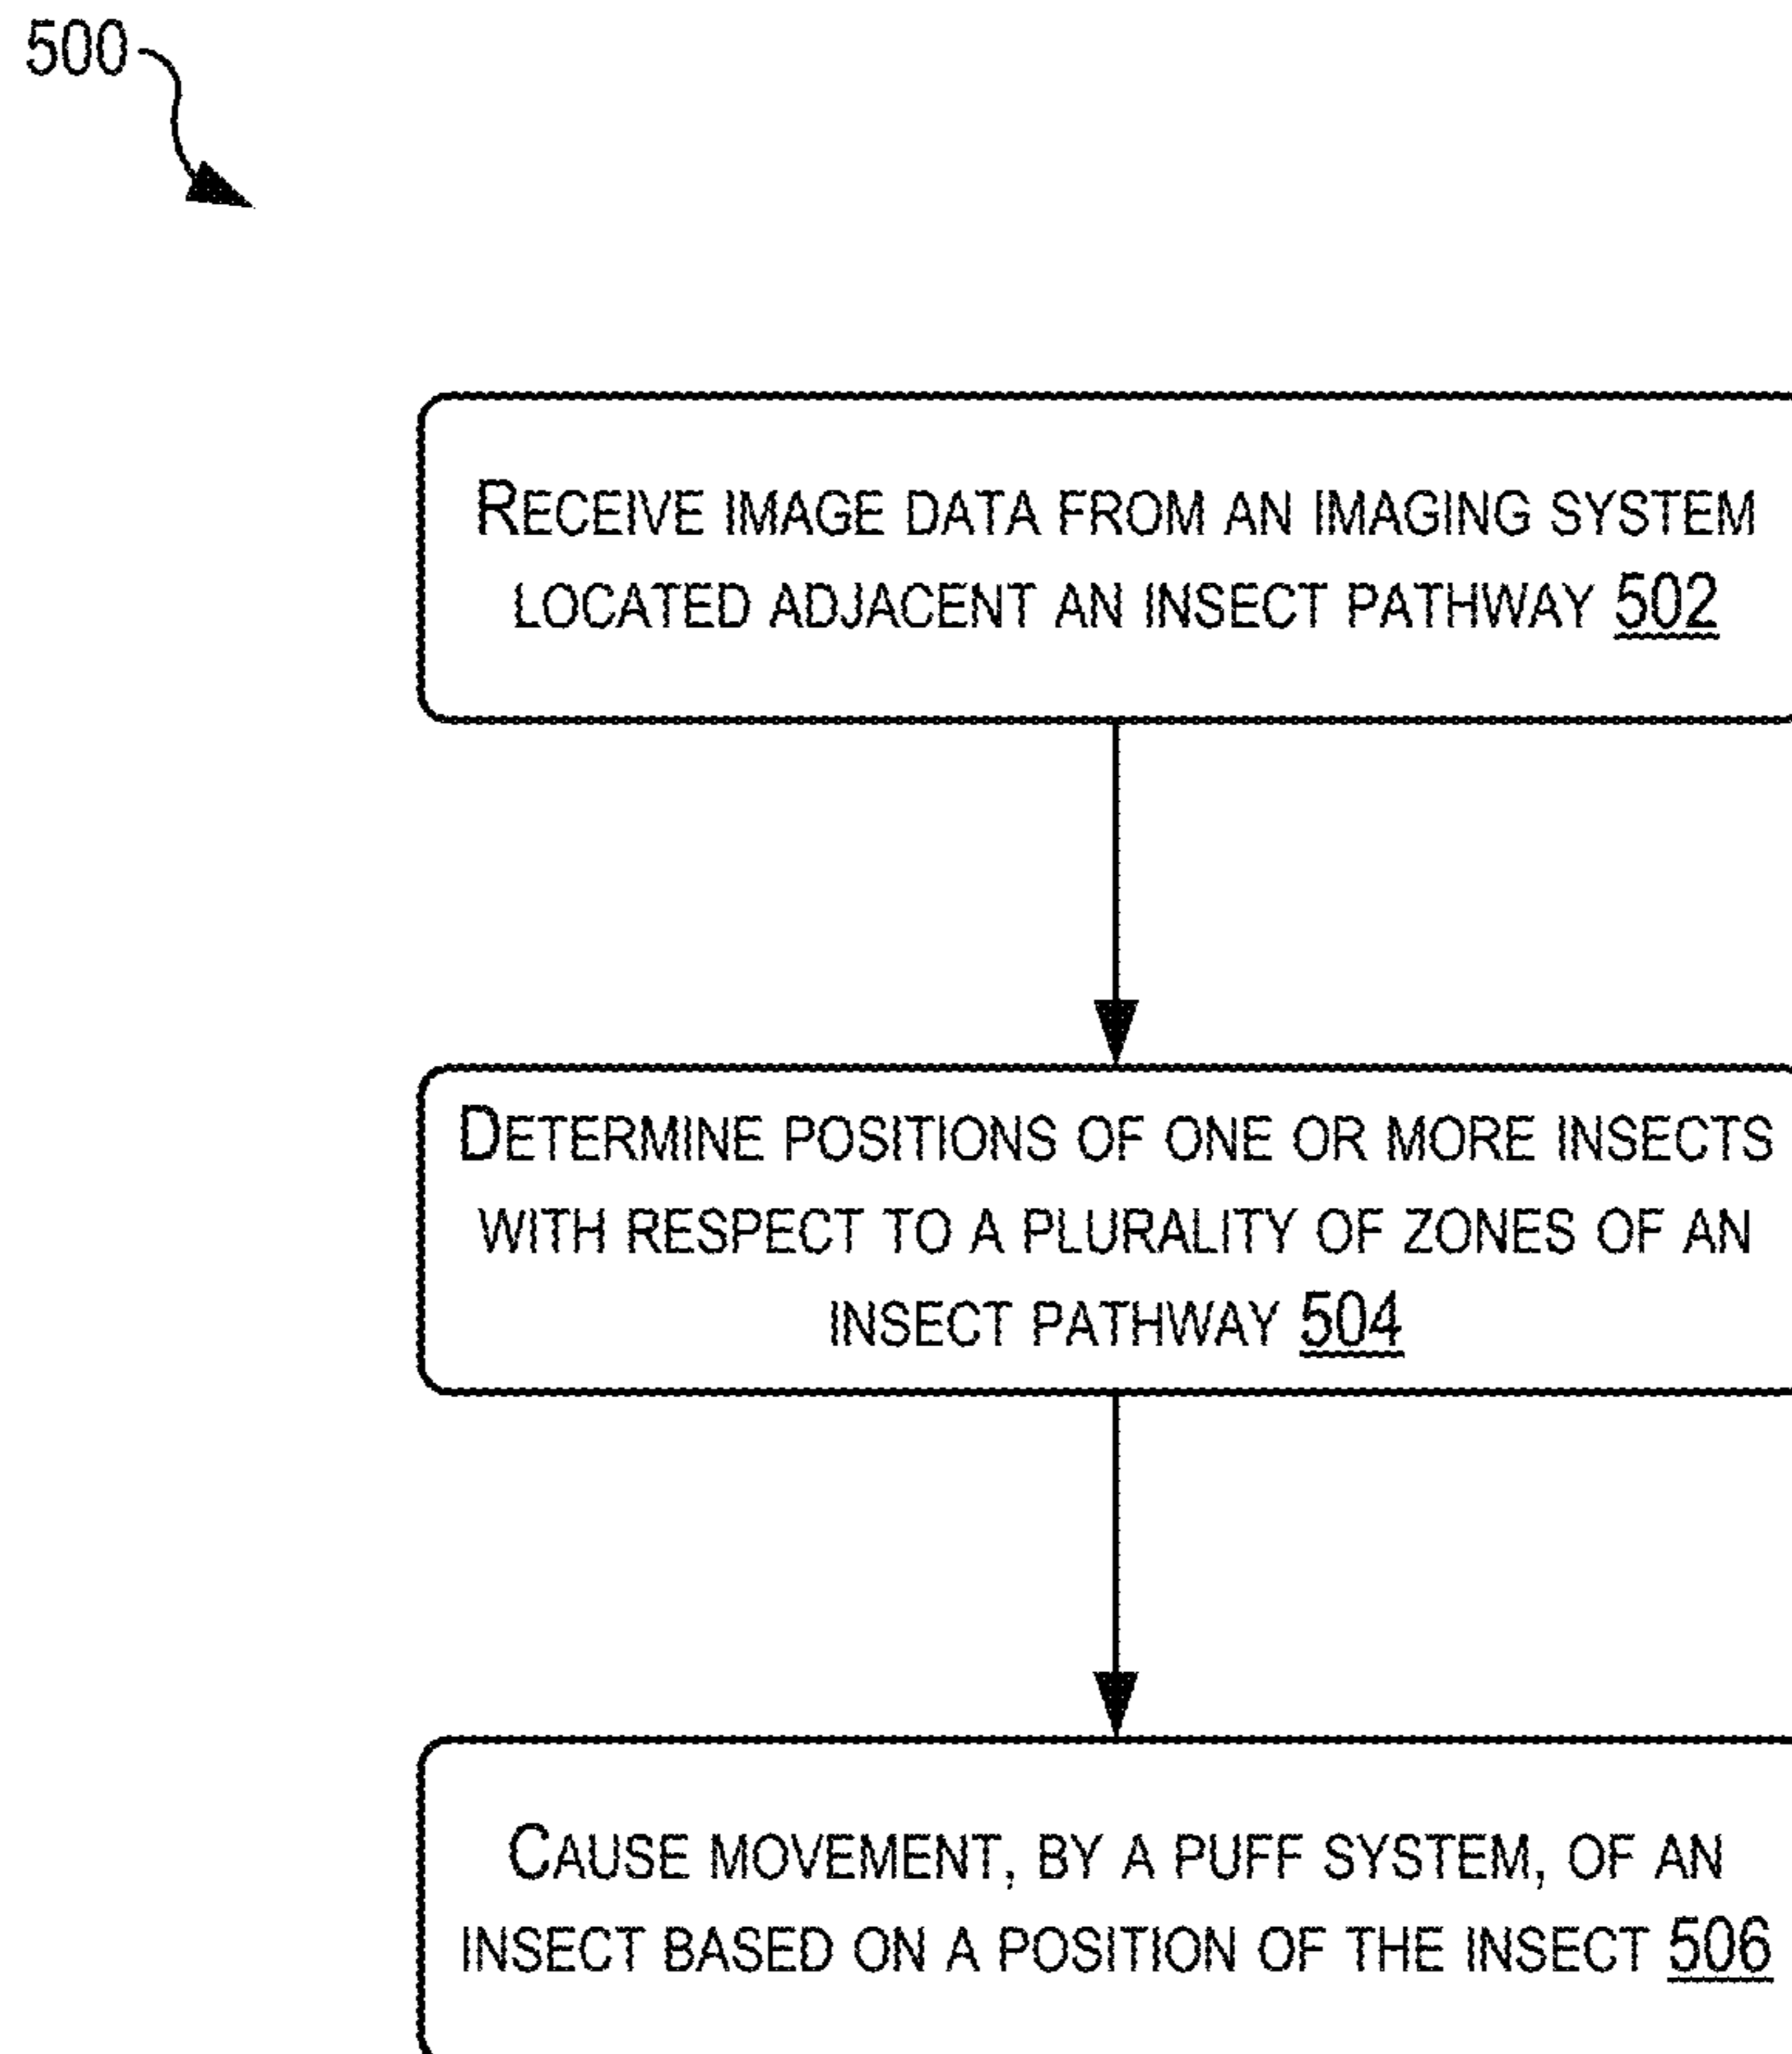 500
RECEIVE IMAGE DATA FROM AN IMAGING SYSTEM
LOCATED ADJACENT AN INSECT PATHWAY 502
DETERMINE POSITIONS OF ONE OR MORE INSECTS
WITH RESPECT TO A PLURALITY OF ZONES OF AN
INSECT PATHWAY 504
CAUSE MOVEMENT, BY A PUFF SYSTEM, OF AN
INSECT BASED ON A POSITION OF THE INSECT 506